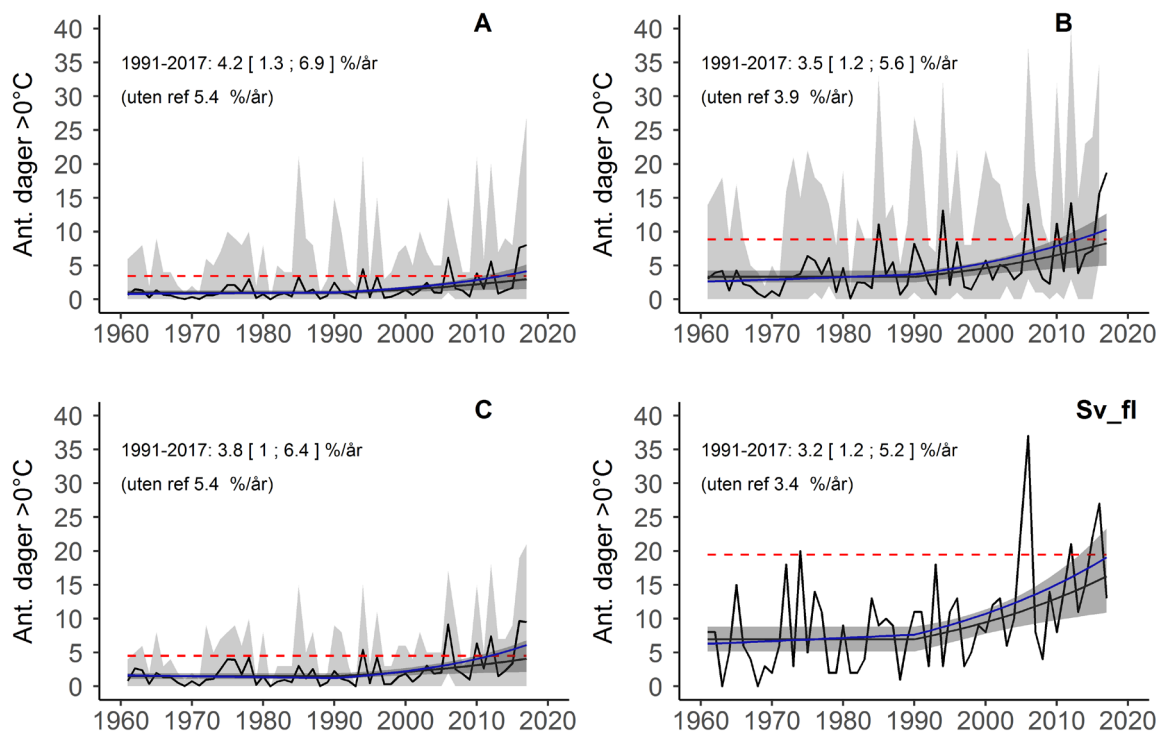 A
Ant. dager >0°C
40
35
30
25
20
15
10
5
0
1991-2017: 4.2 [ 1.3 ; 6.9 ] %/år
(uten ref 5.4 %/år)
1960 1970 1980 1990 2000 2010 2020
B
Ant. dager >0°C
40
35
30
25
20
15
10
5
0
1991-2017: 3.5 [ 1.2 ; 5.6 ] %/år
(uten ref 3.9 %/år)
1960 1970 1980 1990 2000 2010 2020
C
Ant. dager >0°C
40
35
30
25
20
15
10
5
0
1991-2017: 3.8 [ 1 ; 6.4 ] %/år
(uten ref 5.4 %/år)
1960 1970 1980 1990 2000 2010 2020
Sv_fl
Ant. dager >0°C
40
35
30
25
20
15
10
5
0
1991-2017: 3.2 [ 1.2 ; 5.2 ] %/år
(uten ref 3.4 %/år)
1960 1970 1980 1990 2000 2010 2020